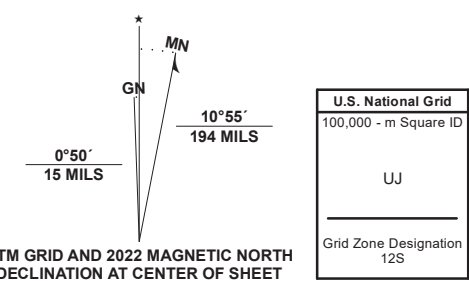 ★
MN
GN
10°55´
194 MILS
0°50´
15 MILS
TM GRID AND 2022 MAGNETIC NORTH
DECLINATION AT CENTER OF SHEET
U.S. National Grid
100,000 - m Square ID
UJ
Grid Zone Designation
12S